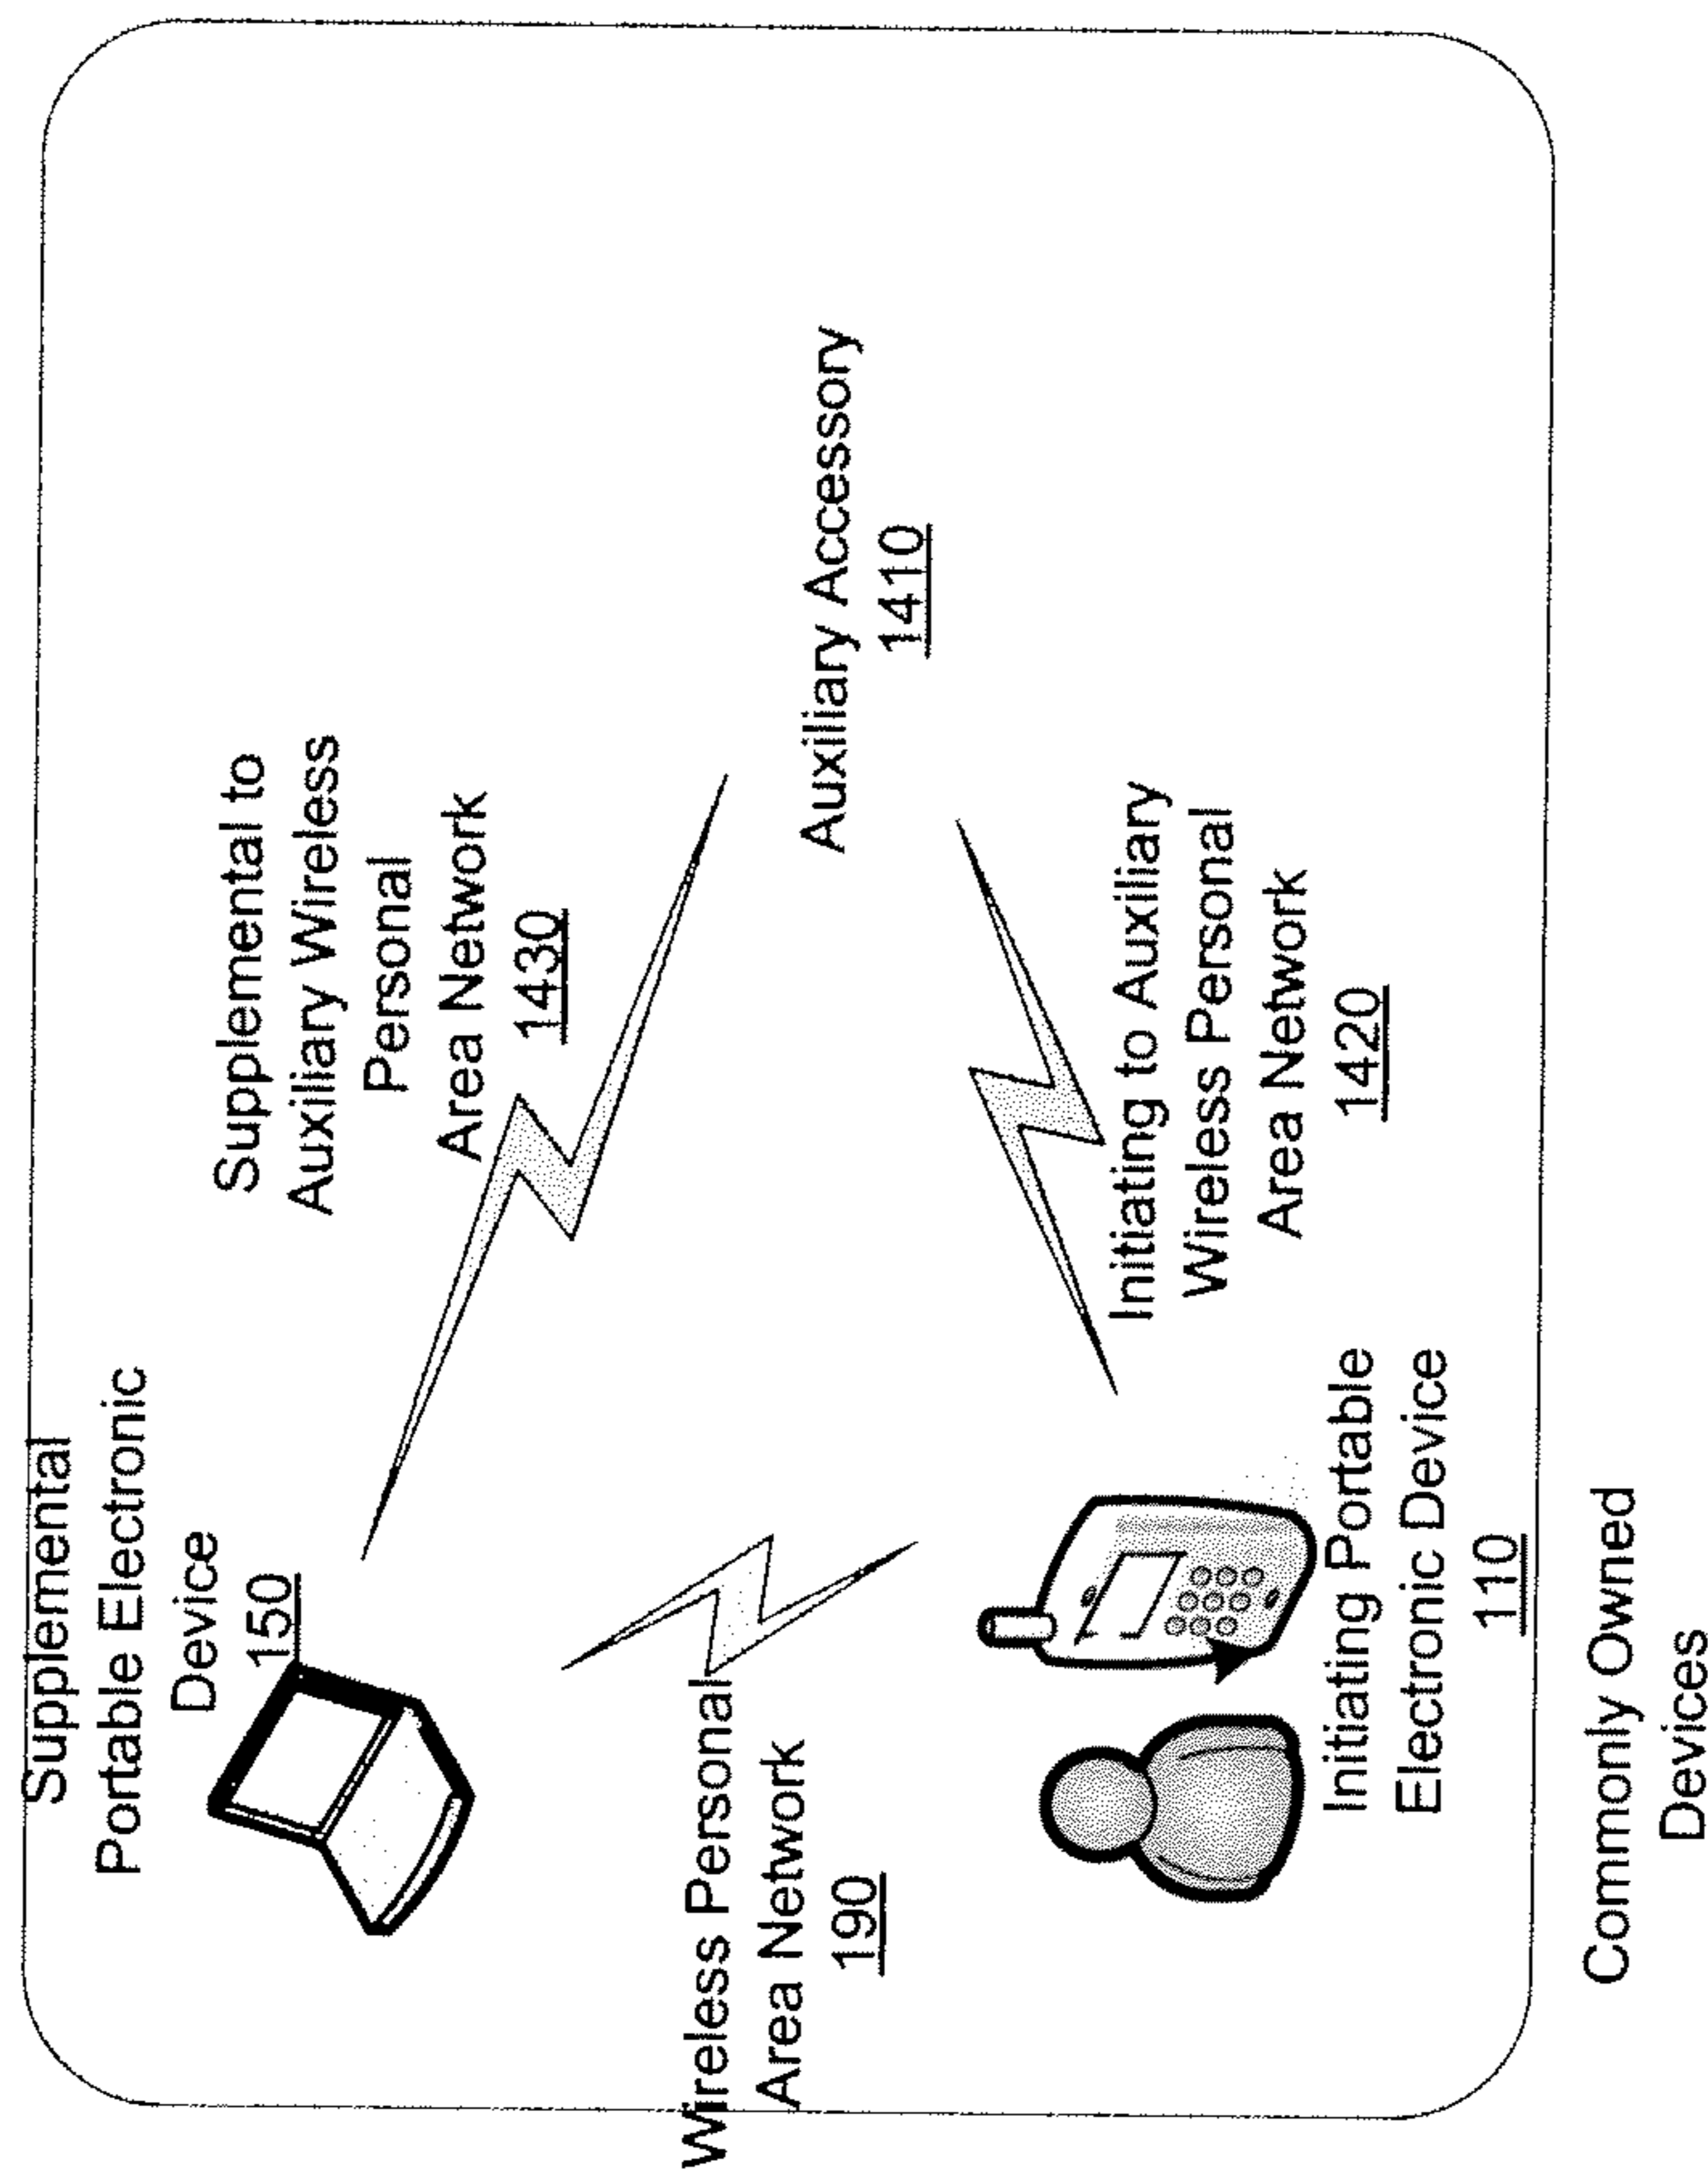 Supplemental
Portable Electronic
Device
150
Supplemental to
Auxiliary Wireless
Personal
Area Network
1430
Wireless Personal
Area Network
190
Auxiliary Accessory
1410
Initiating to Auxiliary
Wireless Personal
Area Network
1420
Initiating Portable
Electronic Device
110
Commonly Owned
Devices